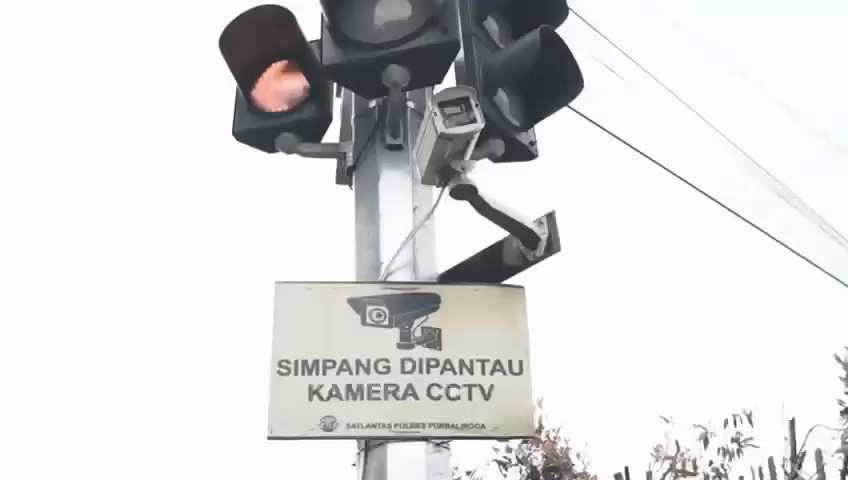 SIMPANG DIPANTAU
KAMERA CCTV
SATLANTAS POLRES PURBALINGGA